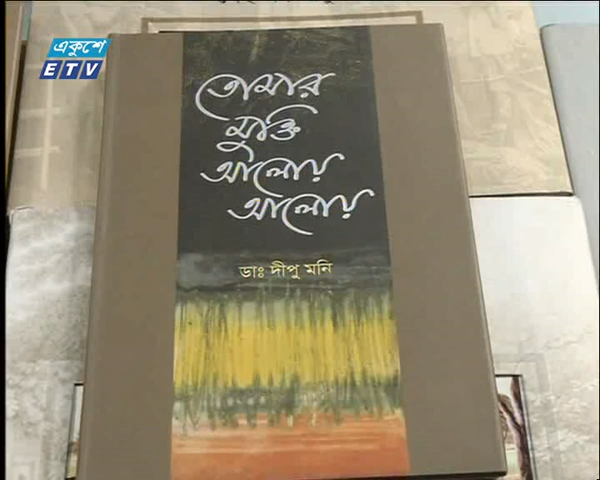 একুশে
ETV
তোমার
মুক্তি
আলোয়
আলোয়
ডাঃ দীপু মনি